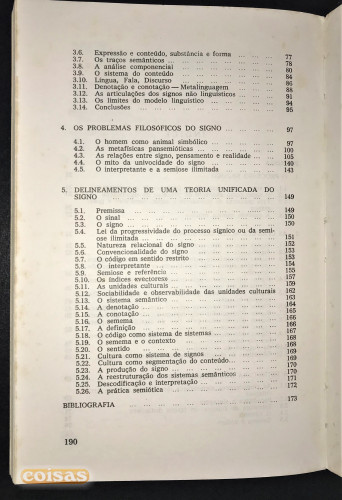 3.6. Expressão e conteúdo, substância e forma ... 77
3.7. Os traços semânticos ... 78
3.8. A análise componencial ... 80
3.9. O sistema do conteúdo ... 84
3.10. Língua, Fala, Discurso ... 86
3.11. Denotação e conotação — Metalinguagem ... 88
3.12. As articulações dos signos não lingüísticos ... 91
3.13. Os limites do modelo lingüístico ... 94
3.14. Conclusões ... 95
4. OS PROBLEMAS FILOSÓFICOS DO SIGNO ... 97
4.1. O homem como animal simbólico ... 97
4.2. As metafísicas pansemióticas ... 100
4.3. As relações entre signo, pensamento e realidade ... 105
4.4. O mito da univocidade do signo ... 140
4.5. O interpretante e a semiose ilimitada ... 143
5. DELINEAMENTOS DE UMA TEORIA UNIFICADA DO
SIGNO ... 149
5.1. Premissa ... 149
5.2. O sinal ... 150
5.3. O signo ... 150
5.4. Lei da progressividade do processo sígnico ou da semi-
ose ilimitada ... 151
5.5. Natureza relacional do signo ... 152
5.6. Convencionalidade do signo ... 153
5.7. O código em sentido restrito ... 153
5.8. O interpretante ... 154
5.9. Semiose e referência ... 155
5.10. Os índices e vectores ... 157
5.11. As unidades culturais ... 159
5.12. Sociabilidade e observabilidade das unidades culturais 162
5.13. O sistema semântico ... 163
5.14. A denotação ... 164
5.15. A conotação ... 165
5.16. O semema ... 166
5.17. A definição ... 166
5.18. O código como sistema de sistemas ... 167
5.19. O semema e o contexto ... 168
5.20. O sentido ... 168
5.21. Cultura como sistema de signos ... 169
5.22. Cultura como segmentação do conteúdo ... 169
5.23. A produção do signo ... 170
5.24. A reestruturação dos sistemas semânticos ... 170
5.25. Descodificação e interpretação ... 171
5.26. A prática semiótica ... 172
BIBLIOGRAFIA ... 173
190
coisas